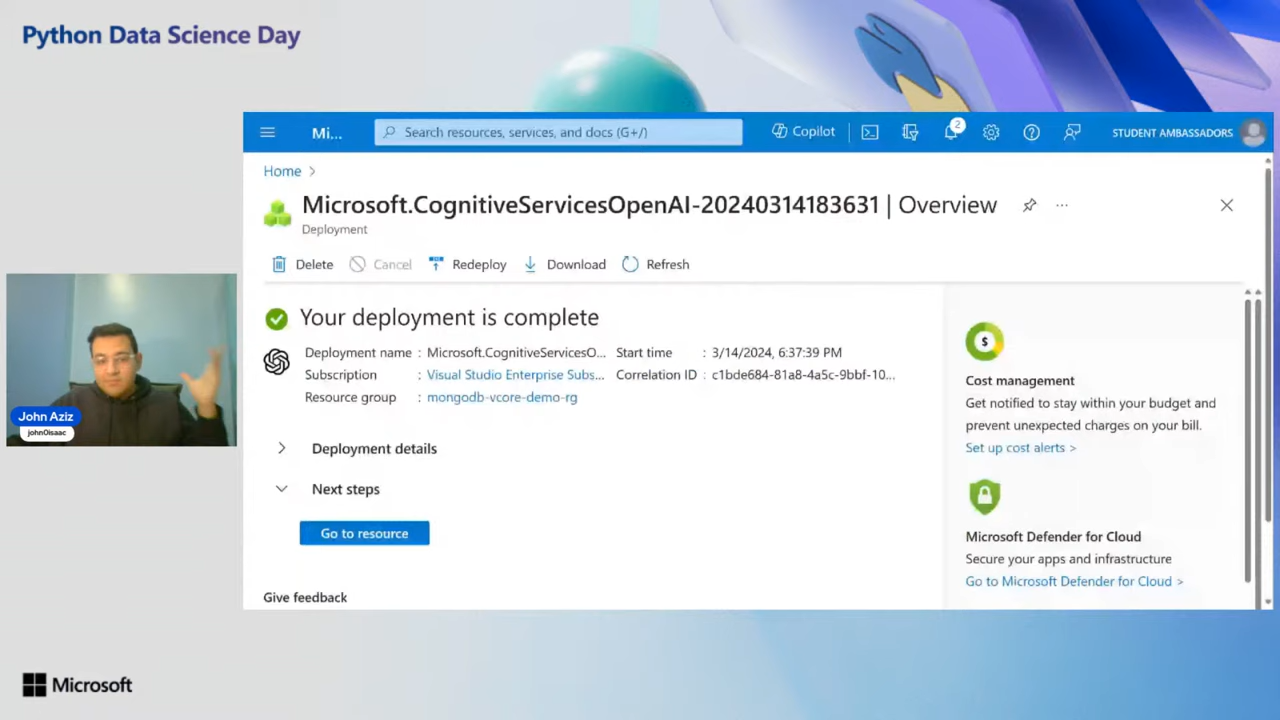 Python Data Science Day
Mi...
Search resources, services, and docs (G+/)
Copilot
2
STUDENT AMBASSADORS
Home
Microsoft.CognitiveServicesOpenAI-20240314183631 | Overview
...
Deployment
Delete
Cancel
Redeploy
Download
Refresh
Your deployment is complete
Deployment name : Microsoft.CognitiveServicesO...
Start time : 3/14/2024, 6:37:39 PM
Subscription : Visual Studio Enterprise Subs...
Correlation ID : c1bde684-81a8-4a5c-9bbf-10...
Resource group : mongodb-vcore-demo-rg
Deployment details
Next steps
Go to resource
Give feedback
$
Cost management
Get notified to stay within your budget and
prevent unexpected charges on your bill.
Set up cost alerts >
Microsoft Defender for Cloud
Secure your apps and infrastructure
Go to Microsoft Defender for Cloud >
John Aziz
john0isaac
Microsoft